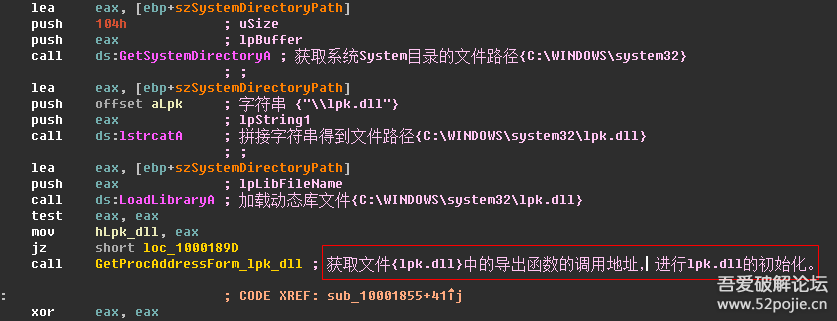 lea eax, [ebp+szSystemDirectoryPath]
push 104h ; uSize
push eax ; lpBuffer
call ds:GetSystemDirectoryA ; 获取系统System目录的文件路径{C:\WINDOWS\system32}
; ;
lea eax, [ebp+szSystemDirectoryPath]
push offset aLpk ; 字符串 {"\\lpk.dll"}
push eax ; lpString1
call ds:lstrcatA ; 拼接字符串得到文件路径{C:\WINDOWS\system32\lpk.dll}
; ;
lea eax, [ebp+szSystemDirectoryPath]
push eax ; lpLibFileName
call ds:LoadLibraryA ; 加载动态库文件{C:\WINDOWS\system32\lpk.dll}
test eax, eax
mov hLpk_dll, eax
jz short loc_1000189D
call GetProcAddressForm_lpk_dll ; 获取文件{lpk.dll}中的导出函数的调用地址, 进行lpk.dll的初始化。
: ; CODE XREF: sub_10001855+41↑j
xor eax, eax
吾爱破解论坛
www.52pojie.cn